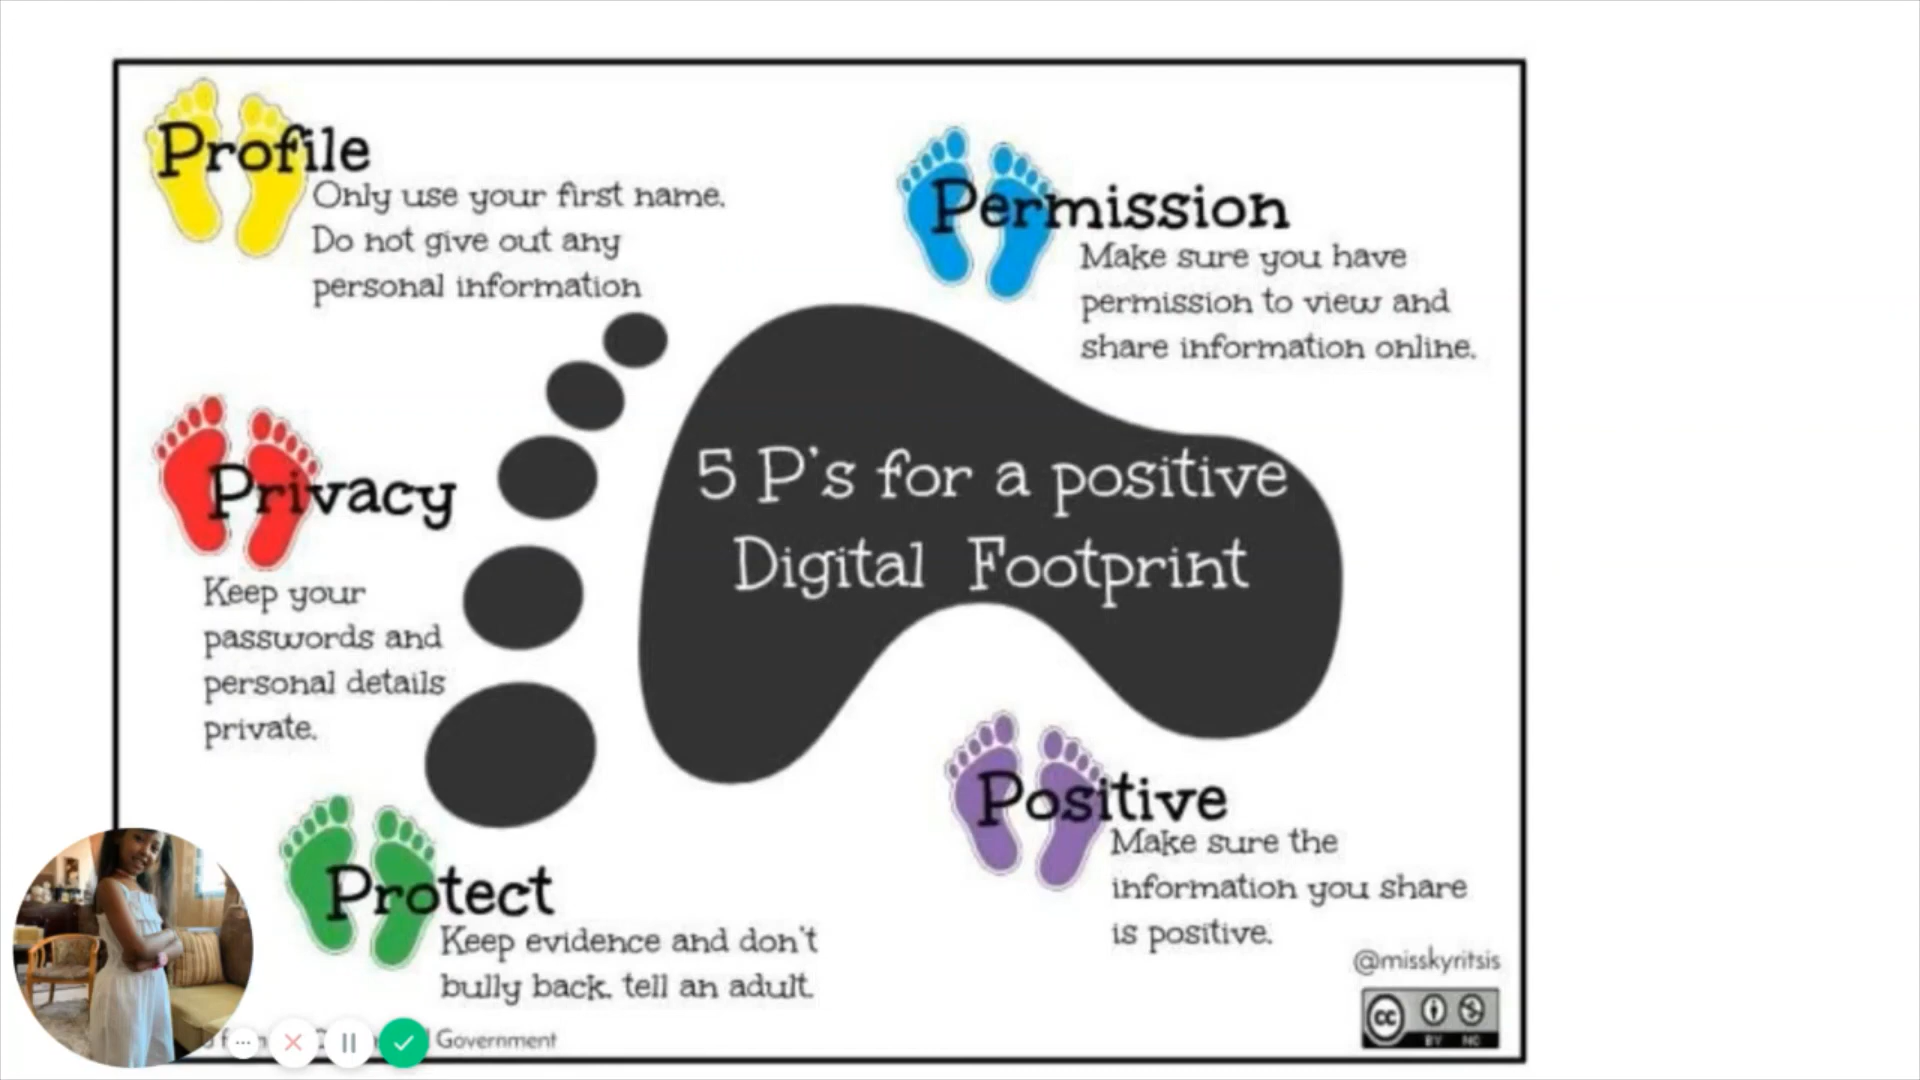 Profile
Only use your first name.
Do not give out any
personal information
Permission
Make sure you have
permission to view and
share information online.
5 P's for a positive
Digital Footprint
Privacy
Keep your
passwords and
personal details
private.
Protect
Keep evidence and don't
bully back. tell an adult.
Positive
Make sure the
information you share
is positive.
@misskyritsis
cc
BY NC
Government